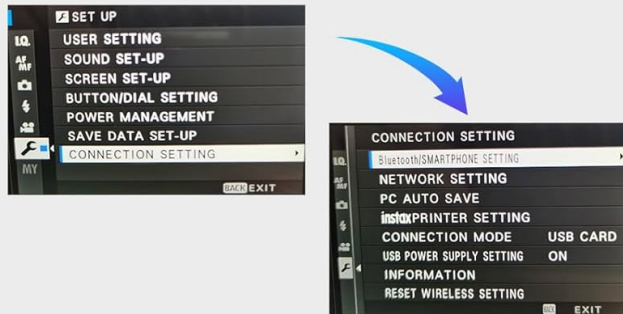 SET UP
I.Q.
AF
MF
MY
USER SETTING
SOUND SET-UP
SCREEN SET-UP
BUTTON/DIAL SETTING
POWER MANAGEMENT
SAVE DATA SET-UP
CONNECTION SETTING
BACK EXIT
CONNECTION SETTING
I.Q.
AF
MF
Bluetooth/SMARTPHONE SETTING
NETWORK SETTING
PC AUTO SAVE
instax PRINTER SETTING
CONNECTION MODE USB CARD
USB POWER SUPPLY SETTING ON
INFORMATION
RESET WIRELESS SETTING
BACK EXIT